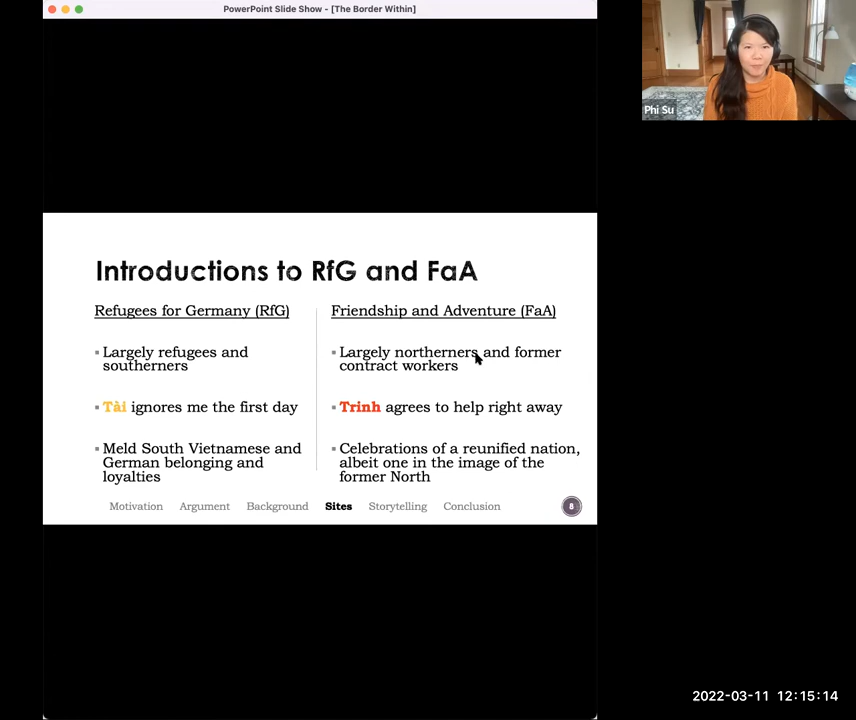 PowerPoint Slide Show - [The Border Within]
Phi Su
Introductions to RfG and FaA
Refugees for Germany (RfG)
▪ Largely refugees and
southerners
▪ Tài ignores me the first day
▪ Meld South Vietnamese and
German belonging and
loyalties
Friendship and Adventure (FaA)
▪ Largely northerners and former
contract workers
▪ Trinh agrees to help right away
▪ Celebrations of a reunified nation,
albeit one in the image of the
former North
Motivation Argument Background Sites Storytelling Conclusion
8
2022-03-11 12:15:14